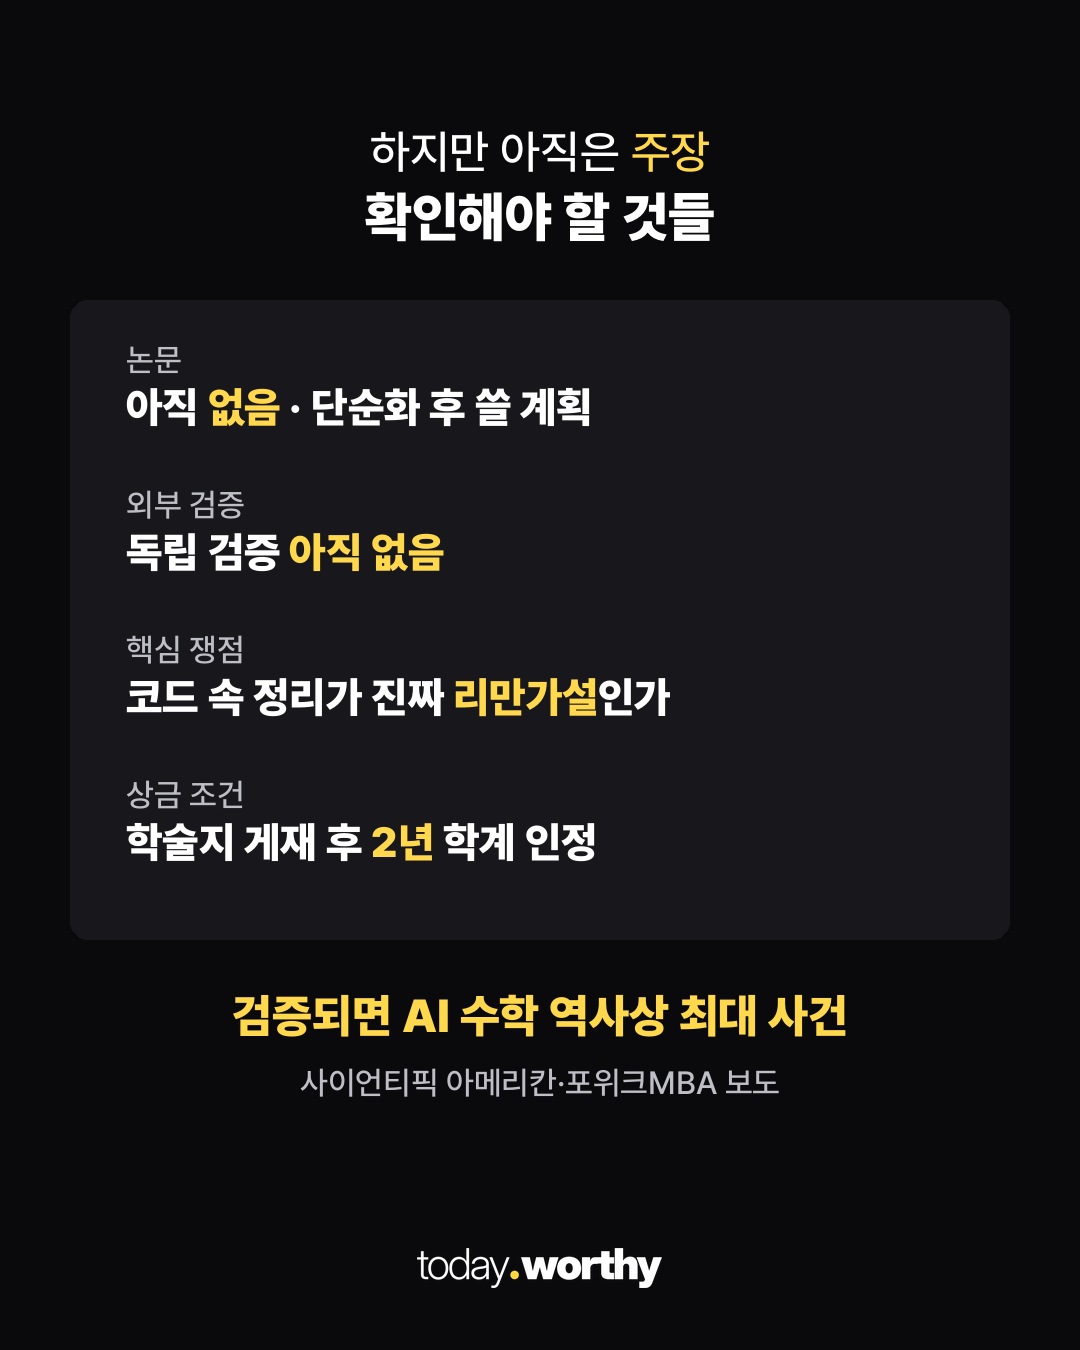 하지만 아직은 주장
확인해야 할 것들
논문
아직 없음 · 단순화 후 쓸 계획
외부 검증
독립 검증 아직 없음
핵심 쟁점
코드 속 정리가 진짜 리만가설인가
상금 조건
학술지 게재 후 2년 학계 인정
검증되면 AI 수학 역사상 최대 사건
사이언티픽 아메리칸·포위크MBA 보도
today.worthy